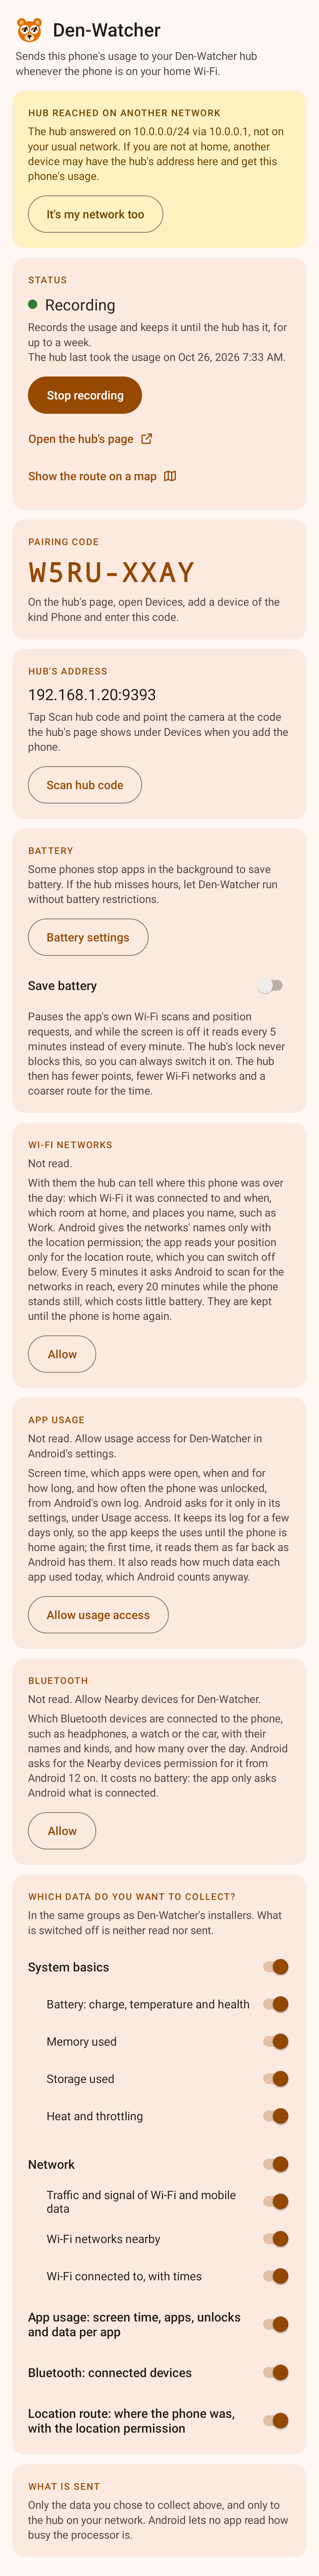 Den-Watcher
Sends this phone's usage to your Den-Watcher hub
whenever the phone is on your home Wi-Fi.
HUB REACHED ON ANOTHER NETWORK
The hub answered on 10.0.0.0/24 via 10.0.0.1, not on
your usual network. If you are not at home, another
device may have the hub's address here and get this
phone's usage.
It's my network too
STATUS
Recording
Records the usage and keeps it until the hub has it, for
up to a week.
The hub last took the usage on Oct 26, 2026 7:33 AM.
Stop recording
Open the hub's page
Show the route on a map
PAIRING CODE
W5RU-XXAY
On the hub's page, open Devices, add a device of the
kind Phone and enter this code.
HUB'S ADDRESS
192.168.1.20:9393
Tap Scan hub code and point the camera at the code
the hub's page shows under Devices when you add the
phone.
Scan hub code
BATTERY
Some phones stop apps in the background to save
battery. If the hub misses hours, let Den-Watcher run
without battery restrictions.
Battery settings
Save battery
Pauses the app's own Wi-Fi scans and position
requests, and while the screen is off it reads every 5
minutes instead of every minute. The hub's lock never
blocks this, so you can always switch it on. The hub
then has fewer points, fewer Wi-Fi networks and a
coarser route for the time.
WI-FI NETWORKS
Not read.
With them the hub can tell where this phone was over
the day: which Wi-Fi it was connected to and when,
which room at home, and places you name, such as
Work. Android gives the networks' names only with
the location permission; the app reads your position
only for the location route, which you can switch off
below. Every 5 minutes it asks Android to scan for the
networks in reach, every 20 minutes while the phone
stands still, which costs little battery. They are kept
until the phone is home again.
Allow
APP USAGE
Not read. Allow usage access for Den-Watcher in
Android's settings.
Screen time, which apps were open, when and for
how long, and how often the phone was unlocked,
from Android's own log. Android asks for it only in its
settings, under Usage access. It keeps its log for a few
days only, so the app keeps the uses until the phone is
home again; the first time, it reads them as far back as
Android has them. It also reads how much data each
app used today, which Android counts anyway.
Allow usage access
BLUETOOTH
Not read. Allow Nearby devices for Den-Watcher.
Which Bluetooth devices are connected to the phone,
such as headphones, a watch or the car, with their
names and kinds, and how many over the day. Android
asks for the Nearby devices permission for it from
Android 12 on. It costs no battery: the app only asks
Android what is connected.
Allow
WHICH DATA DO YOU WANT TO COLLECT?
In the same groups as Den-Watcher's installers. What
is switched off is neither read nor sent.
System basics
Battery: charge, temperature and health
Memory used
Storage used
Heat and throttling
Network
Traffic and signal of Wi-Fi and mobile
data
Wi-Fi networks nearby
Wi-Fi connected to, with times
App usage: screen time, apps, unlocks
and data per app
Bluetooth: connected devices
Location route: where the phone was,
with the location permission
WHAT IS SENT
Only the data you chose to collect above, and only to
the hub on your network. Android lets no app read how
busy the processor is.